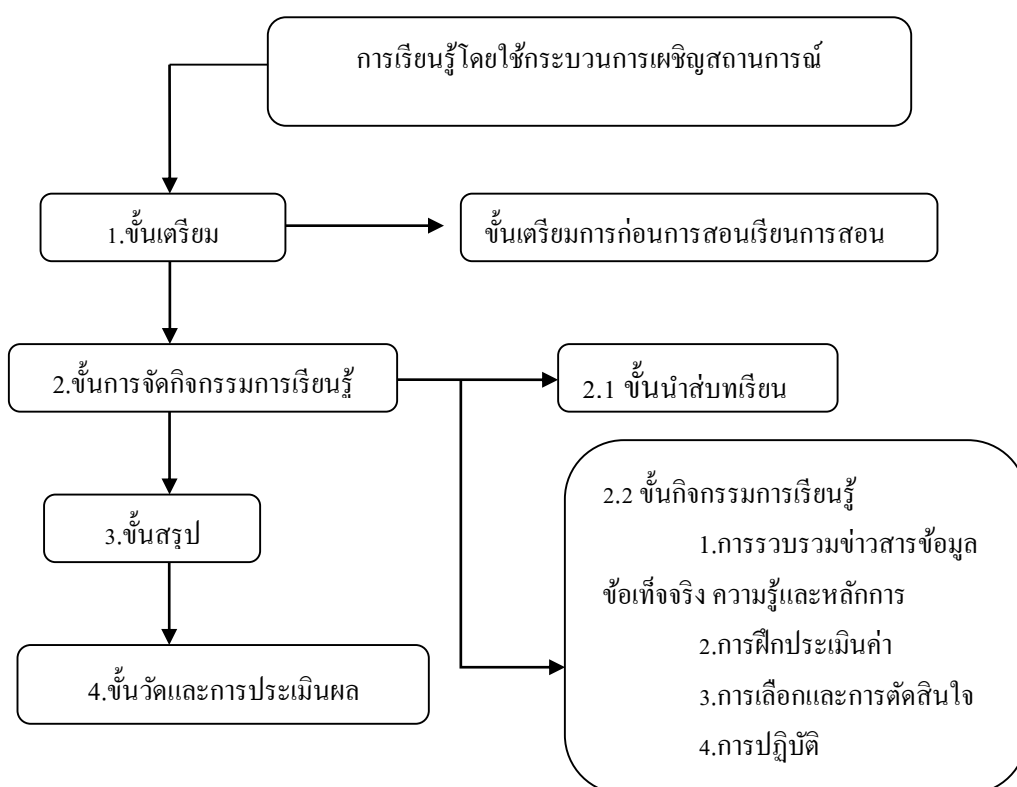 การเรียนรู้โดยใช้กระบวนการเผชิญสถานการณ์
1.ขั้นเตรียม
ขั้นเตรียมการก่อนการสอนเรียนการสอน
2.ขั้นการจัดกิจกรรมการเรียนรู้
2.1 ขั้นนำส่บทเรียน
3.ขั้นสรุป
4.ขั้นวัดและการประเมินผล
2.2 ขั้นกิจกรรมการเรียนรู้
1.การรวบรวมข่าวสารข้อมูล
ข้อเท็จจริง ความรู้และหลักการ
2.การฝึกประเมินค่า
3.การเลือกและการตัดสินใจ
4.การปฏิบัติ